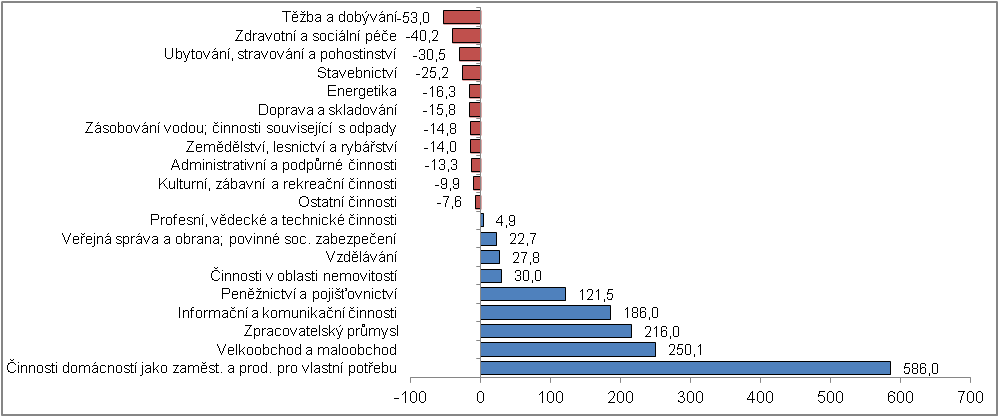 Těžba a dobývání -53,0
Zdravotní a sociální péče -40,2
Ubytování, stravování a pohostinství -30,5
Stavebnictví -25,2
Energetika -16,3
Doprava a skladování -15,8
Zásobování vodou; činnosti související s odpady -14,8
Zemědělství, lesnictví a rybářství -14,0
Administrativní a podpůrné činnosti -13,3
Kulturní, zábavní a rekreační činnosti -9,9
Ostatní činnosti -7,6
Profesní, vědecké a technické činnosti 4,9
Veřejná správa a obrana; povinné soc. zabezpečení 22,7
Vzdělávání 27,8
Činnosti v oblasti nemovitostí 30,0
Peněžnictví a pojišťovnictví 121,5
Informační a komunikační činnosti 186,0
Zpracovatelský průmysl 216,0
Velkoobchod a maloobchod 250,1
Činnosti domácností jako zaměst. a prod. pro vlastní potřebu 586,0
-100 0 100 200 300 400 500 600 700